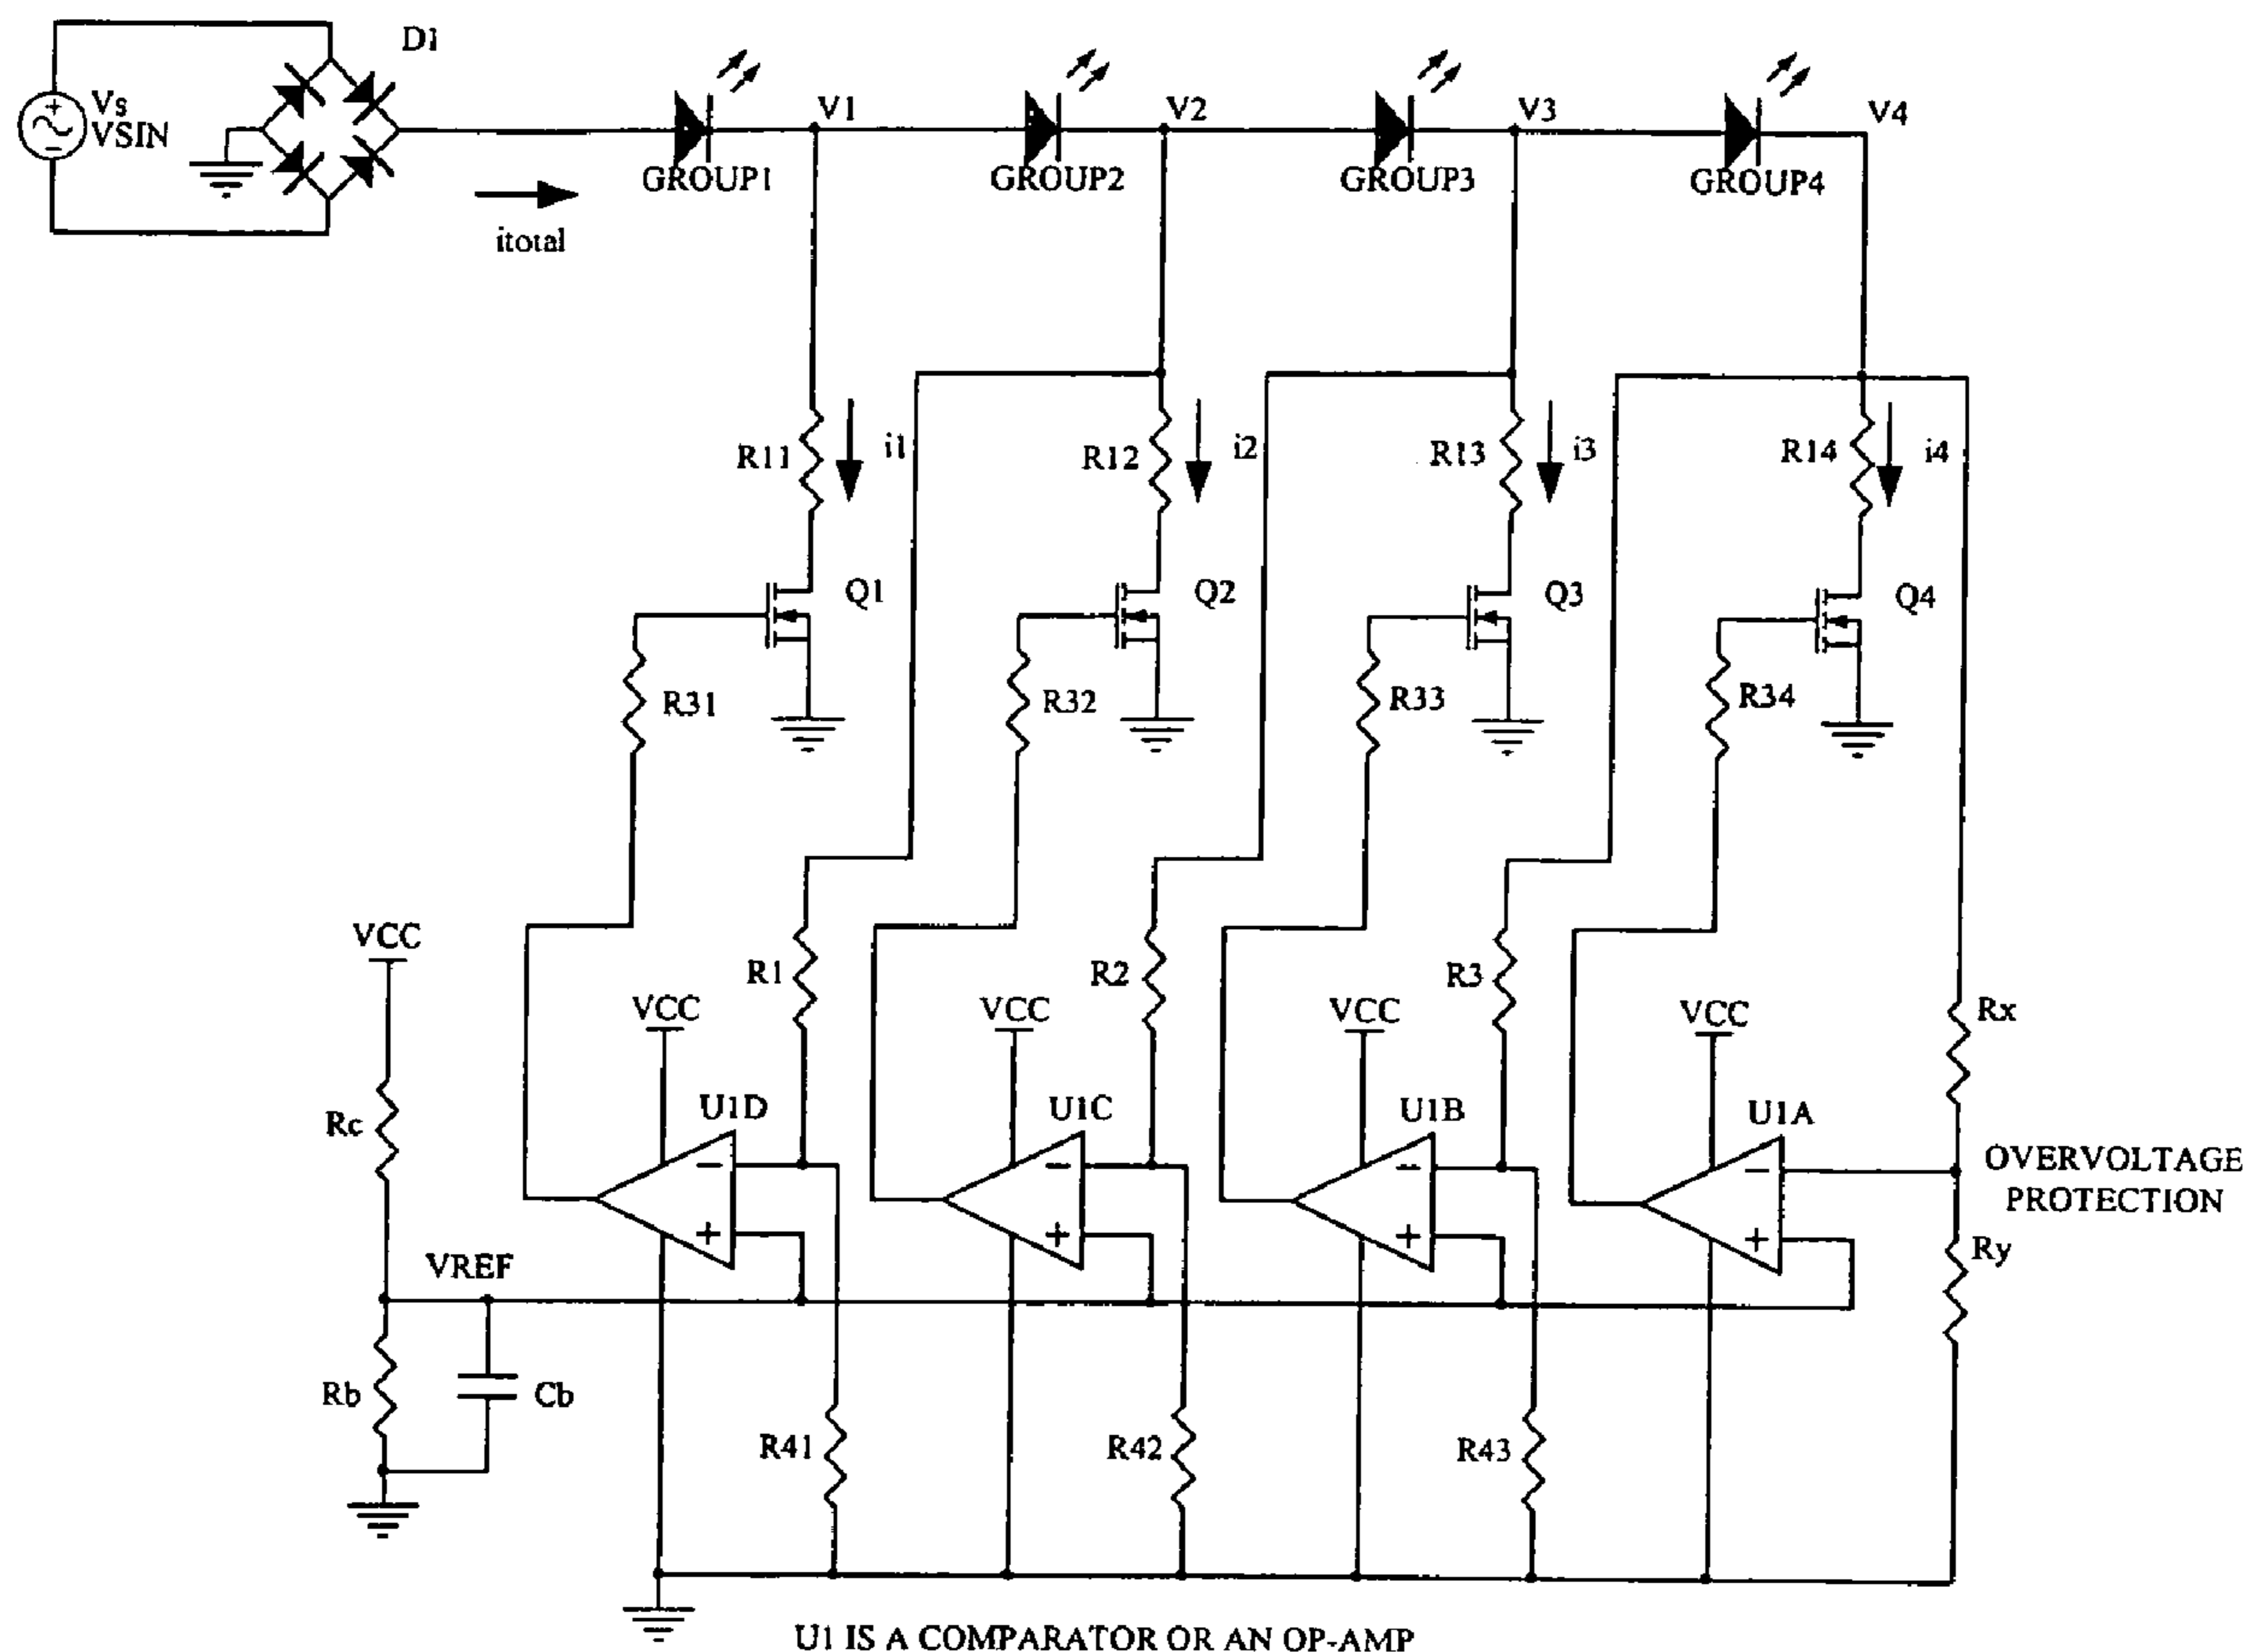 D1
Vs
VSIN
V1
V2
V3
V4
GROUP1
GROUP2
GROUP3
GROUP4
itotal
R11
i1
R12
i2
R13
i3
R14
i4
Q1
Q2
Q3
Q4
R31
R32
R33
R34
VCC
R1
R2
R3
VCC
VCC
VCC
VCC
Rx
Rc
U1D
U1C
U1B
U1A
-
-
-
-
OVERVOLTAGE
PROTECTION
+
+
+
+
Ry
VREF
Rb
Cb
R41
R42
R43
U1 IS A COMPARATOR OR AN OP-AMP